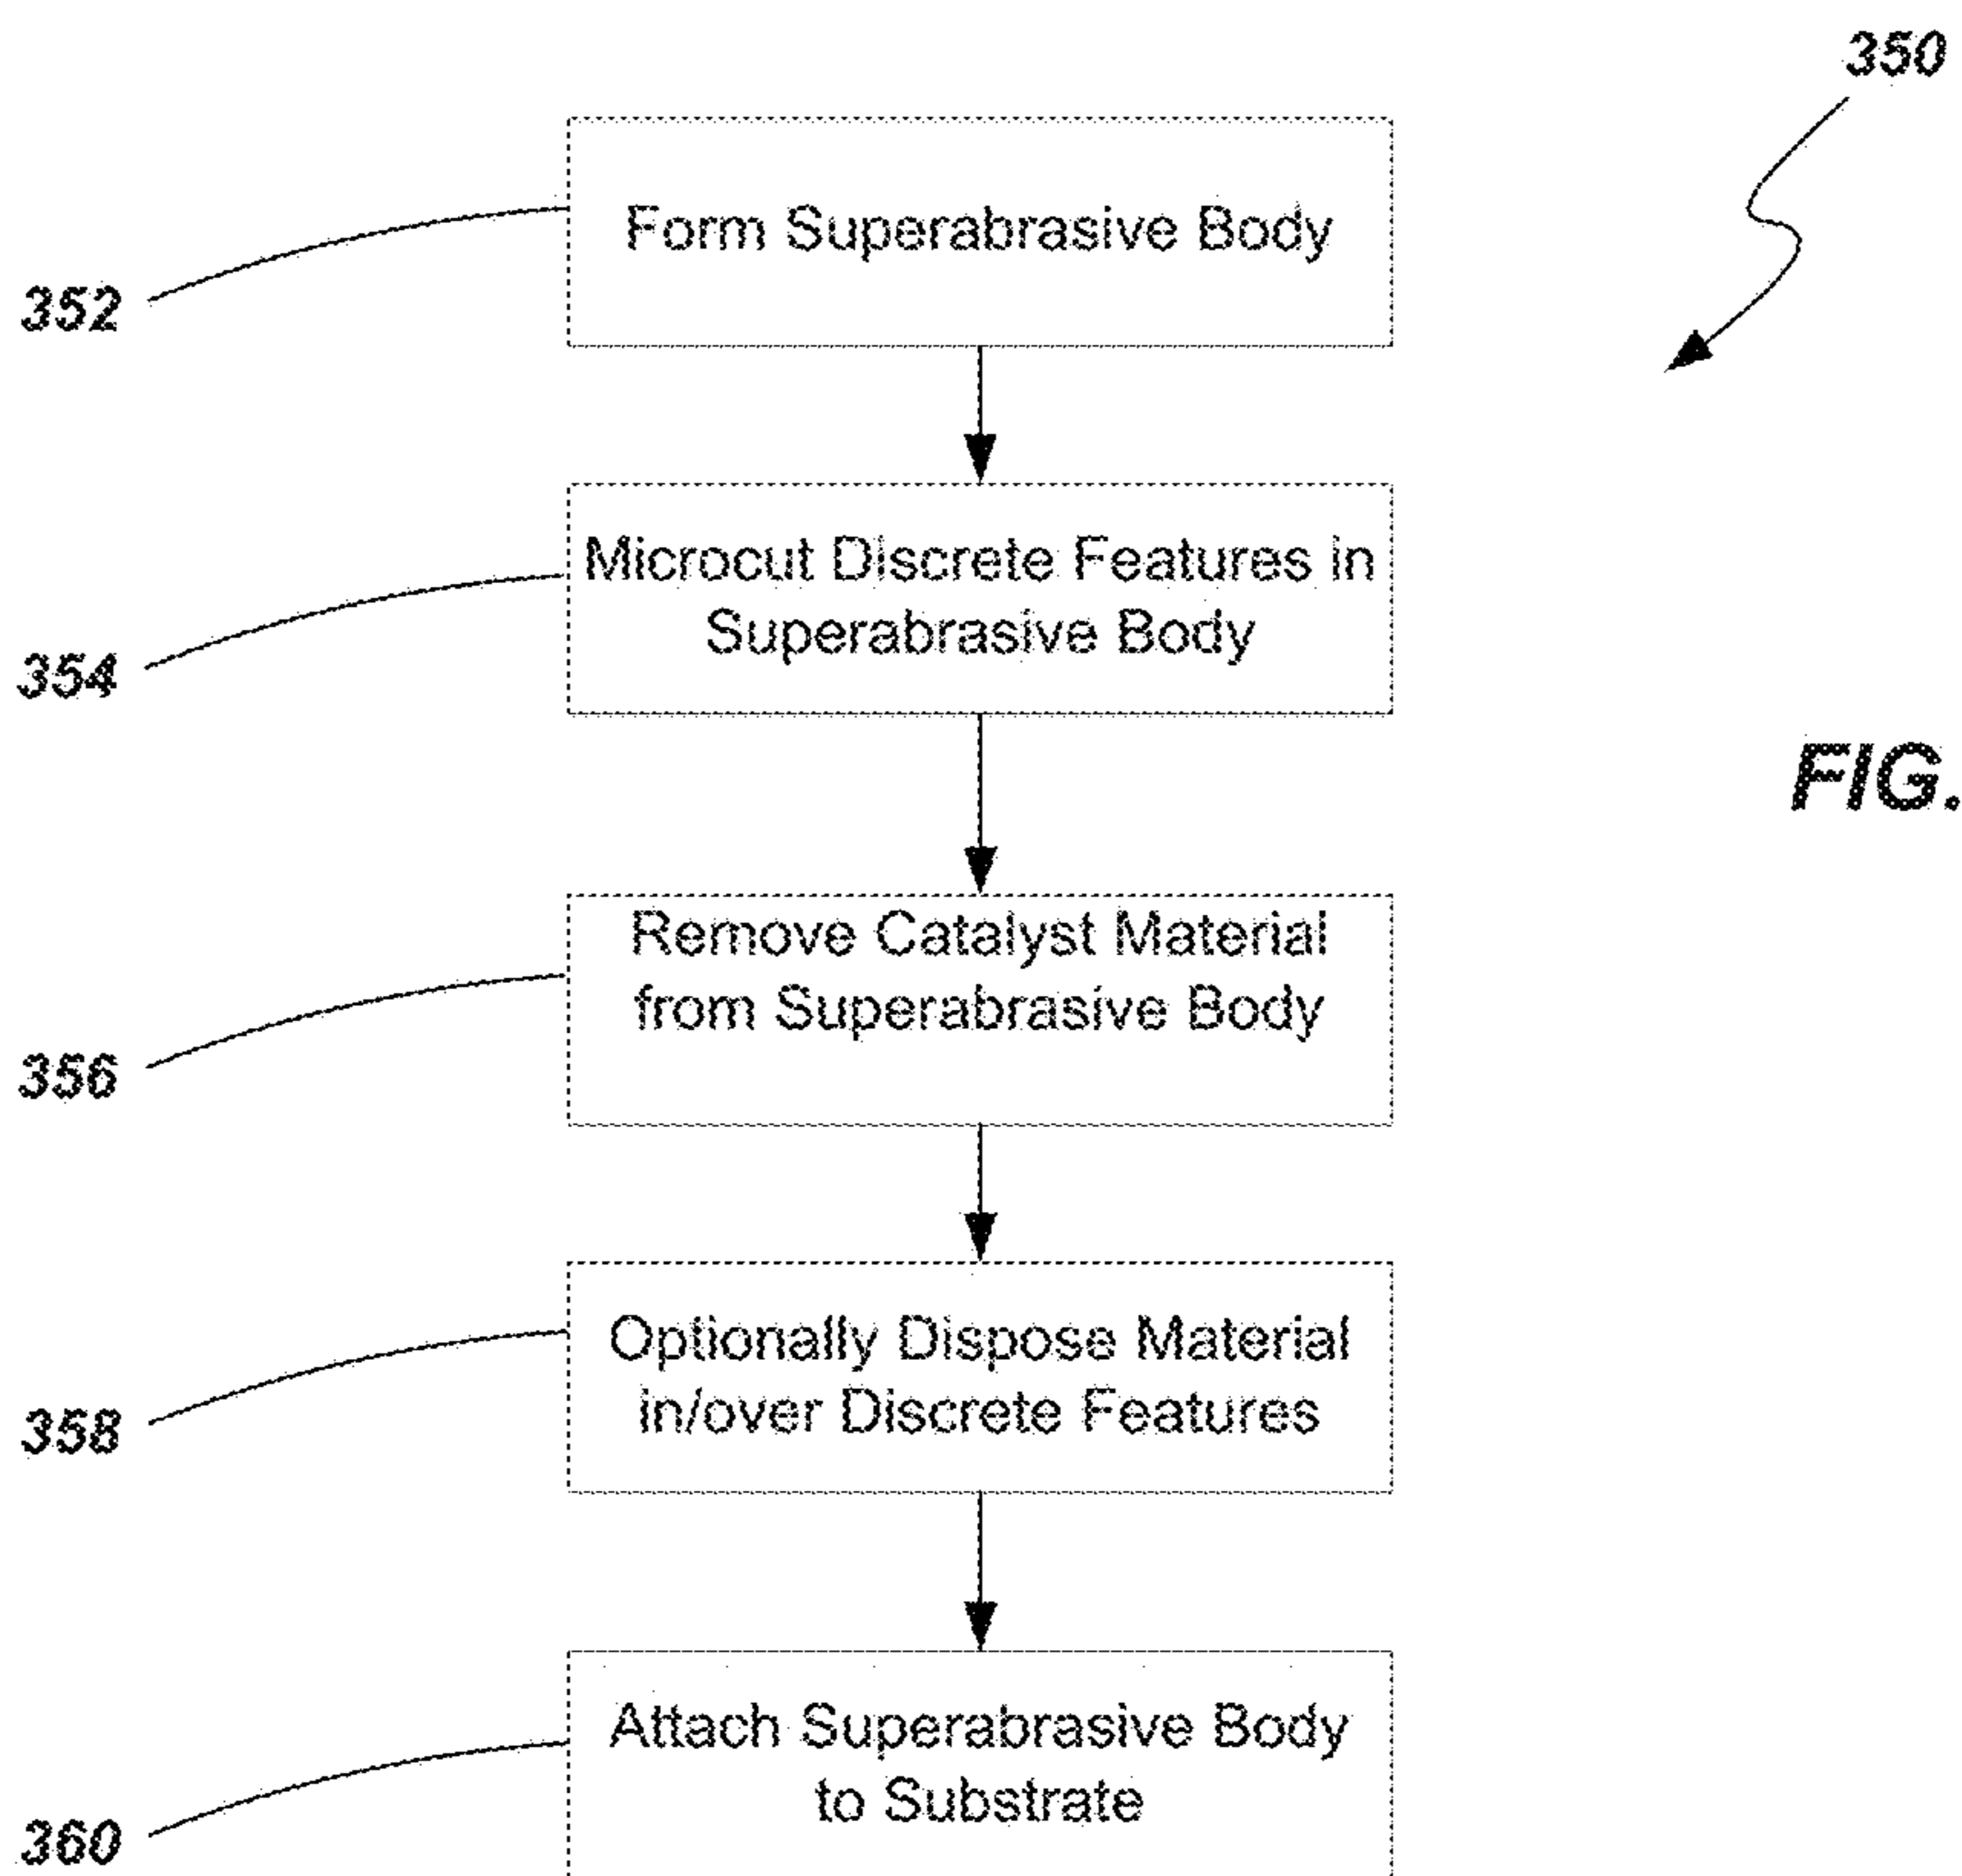 350
Form Superabrasive Body
352
Microcut Discrete Features in
Superabrasive Body
354
FIG.
Remove Catalyst Material
from Superabrasive Body
356
Optionally Dispose Material
in/over Discrete Features
358
Attach Superabrasive Body
to Substrate
360